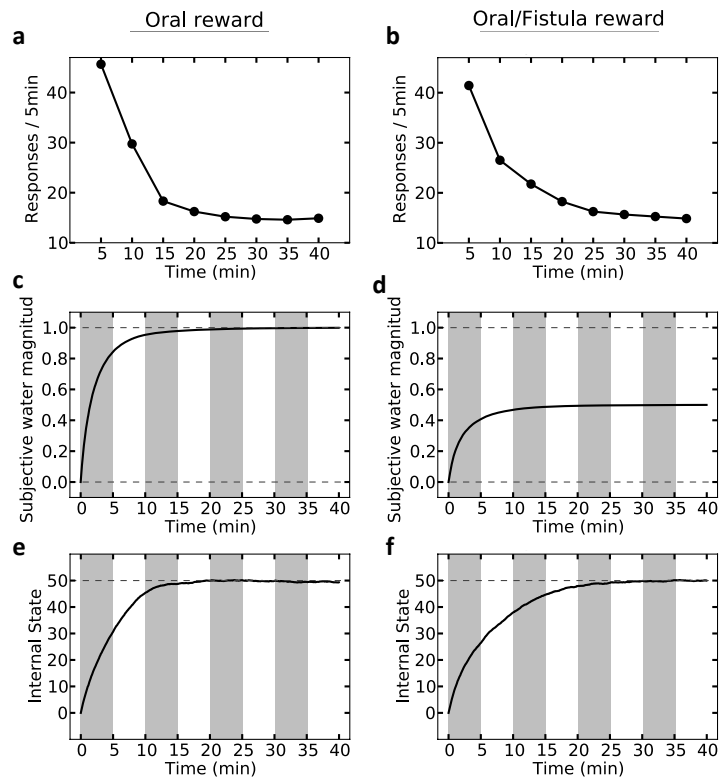 Oral reward
Oral/Fistula reward
a
b
Responses / 5min
40
30
20
10
5 10 15 20 25 30 35 40
Time (min)
Responses / 5min
40
30
20
10
5 10 15 20 25 30 35 40
Time (min)
c
d
Subjective water magnitud
1.0
0.8
0.6
0.4
0.2
0.0
0 5 10 15 20 25 30 35 40
Time (min)
Subjective water magnitud
1.0
0.8
0.6
0.4
0.2
0.0
0 5 10 15 20 25 30 35 40
Time (min)
e
f
Internal State
50
40
30
20
10
0
0 5 10 15 20 25 30 35 40
Time (min)
Internal State
50
40
30
20
10
0
0 5 10 15 20 25 30 35 40
Time (min)